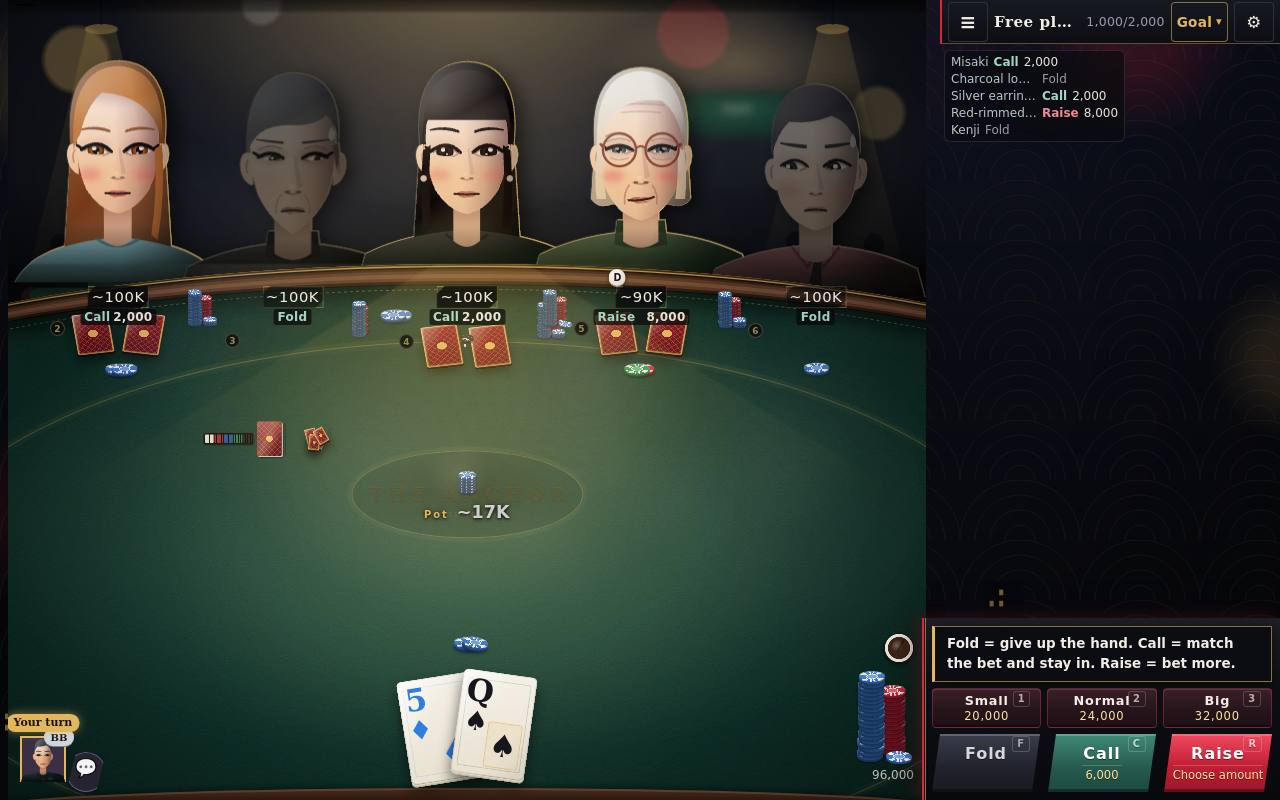 Free pl...
1,000/2,000
Goal ▾
Misaki Call 2,000
Charcoal lo... Fold
Silver earrin... Call 2,000
Red-rimmed... Raise 8,000
Kenji Fold
D
~100K
~100K
~100K
~90K
~100K
Call 2,000
Fold
Call 2,000
Raise 8,000
Fold
2
3
4
5
6
Pot ~17K
5
Q
96,000
Your turn
BB
Fold = give up the hand. Call = match
the bet and stay in. Raise = bet more.
Small 1
20,000
Normal 2
24,000
Big 3
32,000
Fold F
Call C
6,000
Raise R
Choose amount